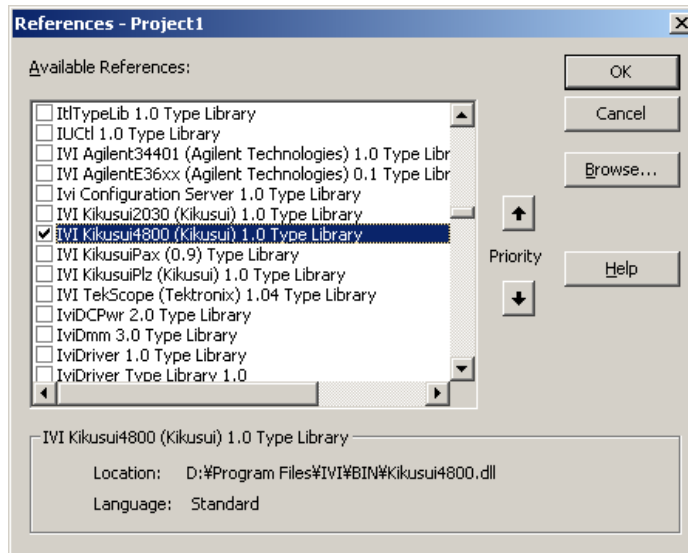 References - Project1
Available References:
ItlTypeLib 1.0 Type Library
IUCtl 1.0 Type Library
IVI Agilent34401 (Agilent Technologies) 1.0 Type Libr
IVI AgilentE36xx (Agilent Technologies) 0.1 Type Libr
Ivi Configuration Server 1.0 Type Library
IVI Kikusui2030 (Kikusui) 1.0 Type Library
IVI Kikusui4800 (Kikusui) 1.0 Type Library
IVI KikusuiPax (0.9) Type Library
IVI KikusuiPlz (Kikusui) 1.0 Type Library
IVI TekScope (Tektronix) 1.04 Type Library
IviDCPwr 2.0 Type Library
IviDmm 3.0 Type Library
IviDriver 1.0 Type Library
IviDriver Type Library 1.0
OK
Cancel
Browse...
Priority
Help
IVI Kikusui4800 (Kikusui) 1.0 Type Library
Location: D:¥Program Files¥IVI¥BIN¥Kikusui4800.dll
Language: Standard